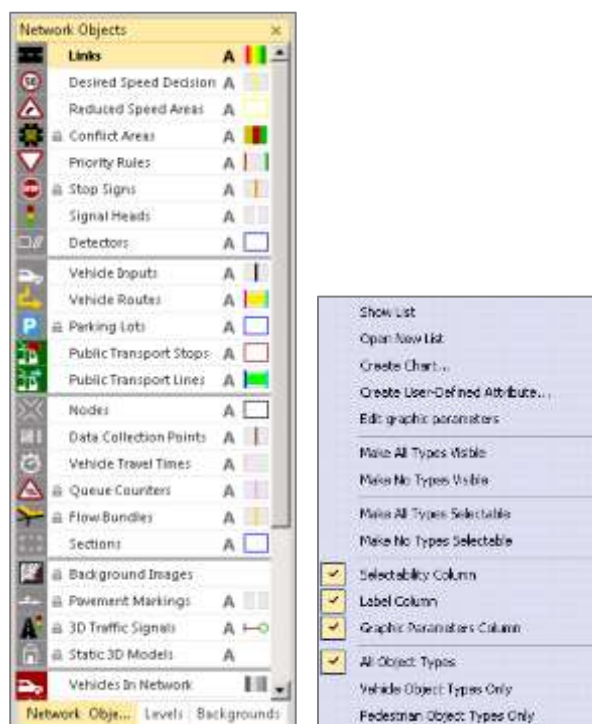 Network Objects
Links A
50 Desired Speed Decision A
Reduced Speed Areas A
Conflict Areas A
Priority Rules A
STOP Stop Signs A
Signal Heads A
Detectors A
Vehicle Inputs A
Vehicle Routes A
P Parking Lots A
Public Transport Stops A
Public Transport Lines A
Nodes A
Data Collection Points A
Vehicle Travel Times A
Queue Counters A
Flow Bundles A
Sections A
Background Images
Pavement Markings A
3D Traffic Signals A
Static 3D Models A
Vehicles In Network
Network Obje... Levels Backgrounds
Show List
Open New List
Create Chart...
Create User-Defined Attribute...
Edit graphic parameters
Make All Types Visible
Make No Types Visible
Make All Types Selectable
Make No Types Selectable
Selectability Column
Label Column
Graphic Parameters Column
All Object Types
Vehicle Object Types Only
Pedestrian Object Types Only